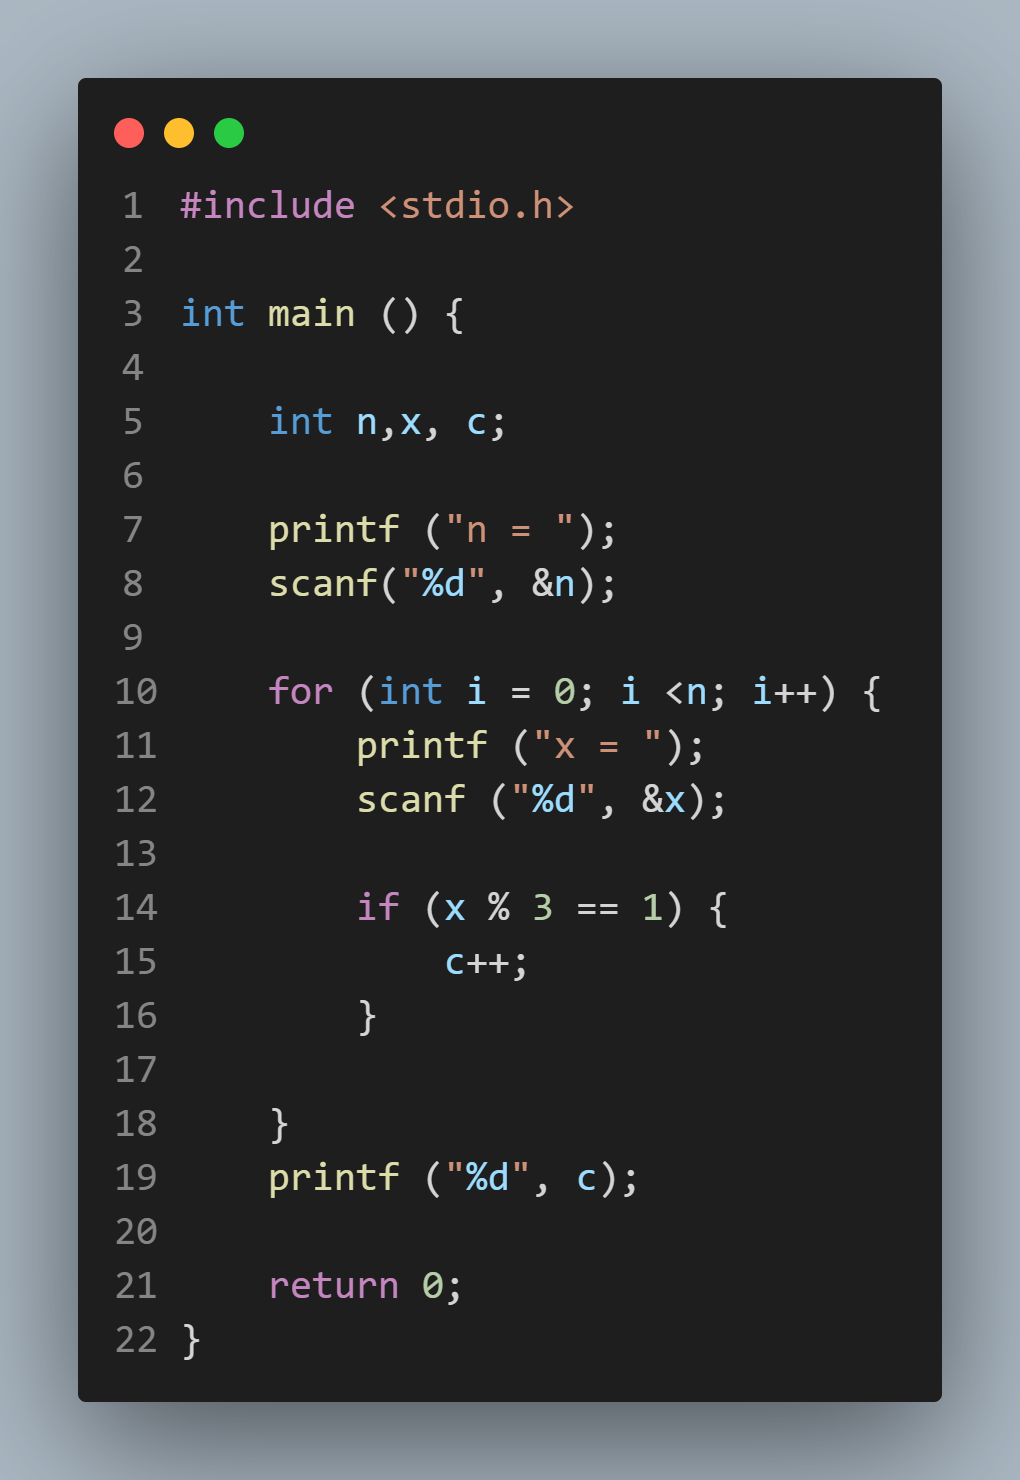 1 #include <stdio.h>
2
3 int main () {
4
5     int n,x, c;
6
7     printf ("n = ");
8     scanf("%d", &n);
9
10     for (int i = 0; i <n; i++) {
11         printf ("x = ");
12         scanf ("%d", &x);
13
14         if (x % 3 == 1) {
15             c++;
16         }
17
18     }
19     printf ("%d", c);
20
21     return 0;
22 }